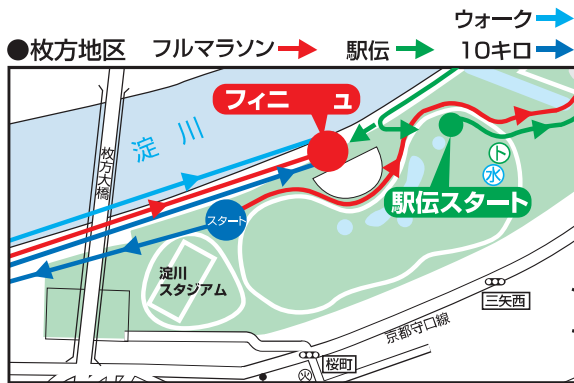 ウォーク
●枚方地区 フルマラソン 駅伝 10キロ
フィニ ュ
淀川
枚方大橋
スタート
ト
水
駅伝スタート
淀川
スタジアム
三矢西
京都守口線
桜町
火